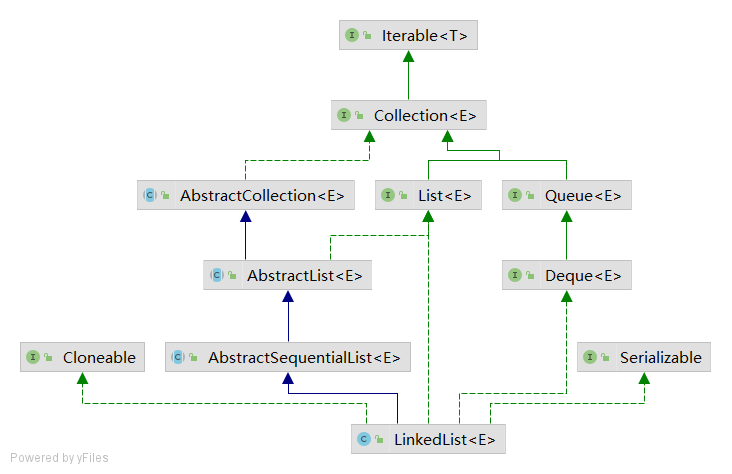 Iterable<T>
Collection<E>
AbstractCollection<E>
List<E>
Queue<E>
AbstractList<E>
Deque<E>
Cloneable
AbstractSequentialList<E>
Serializable
LinkedList<E>
Powered by yFiles